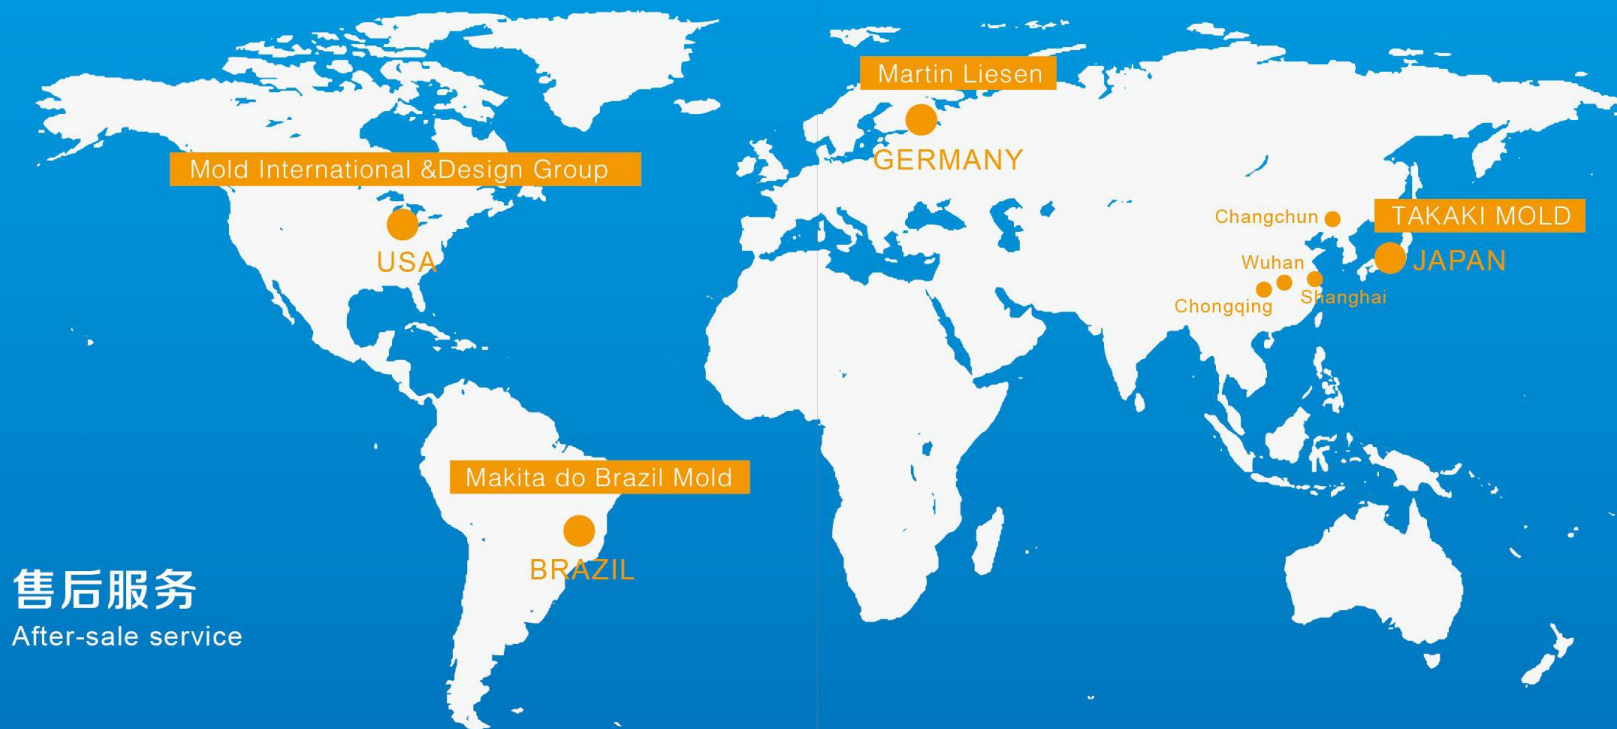 Martin Liesen
GERMANY
Mold International &Design Group
USA
TAKAKI MOLD
JAPAN
Changchun
Wuhan
Shanghai
Chongqing
Makita do Brazil Mold
BRAZIL
售后服务
After-sale service